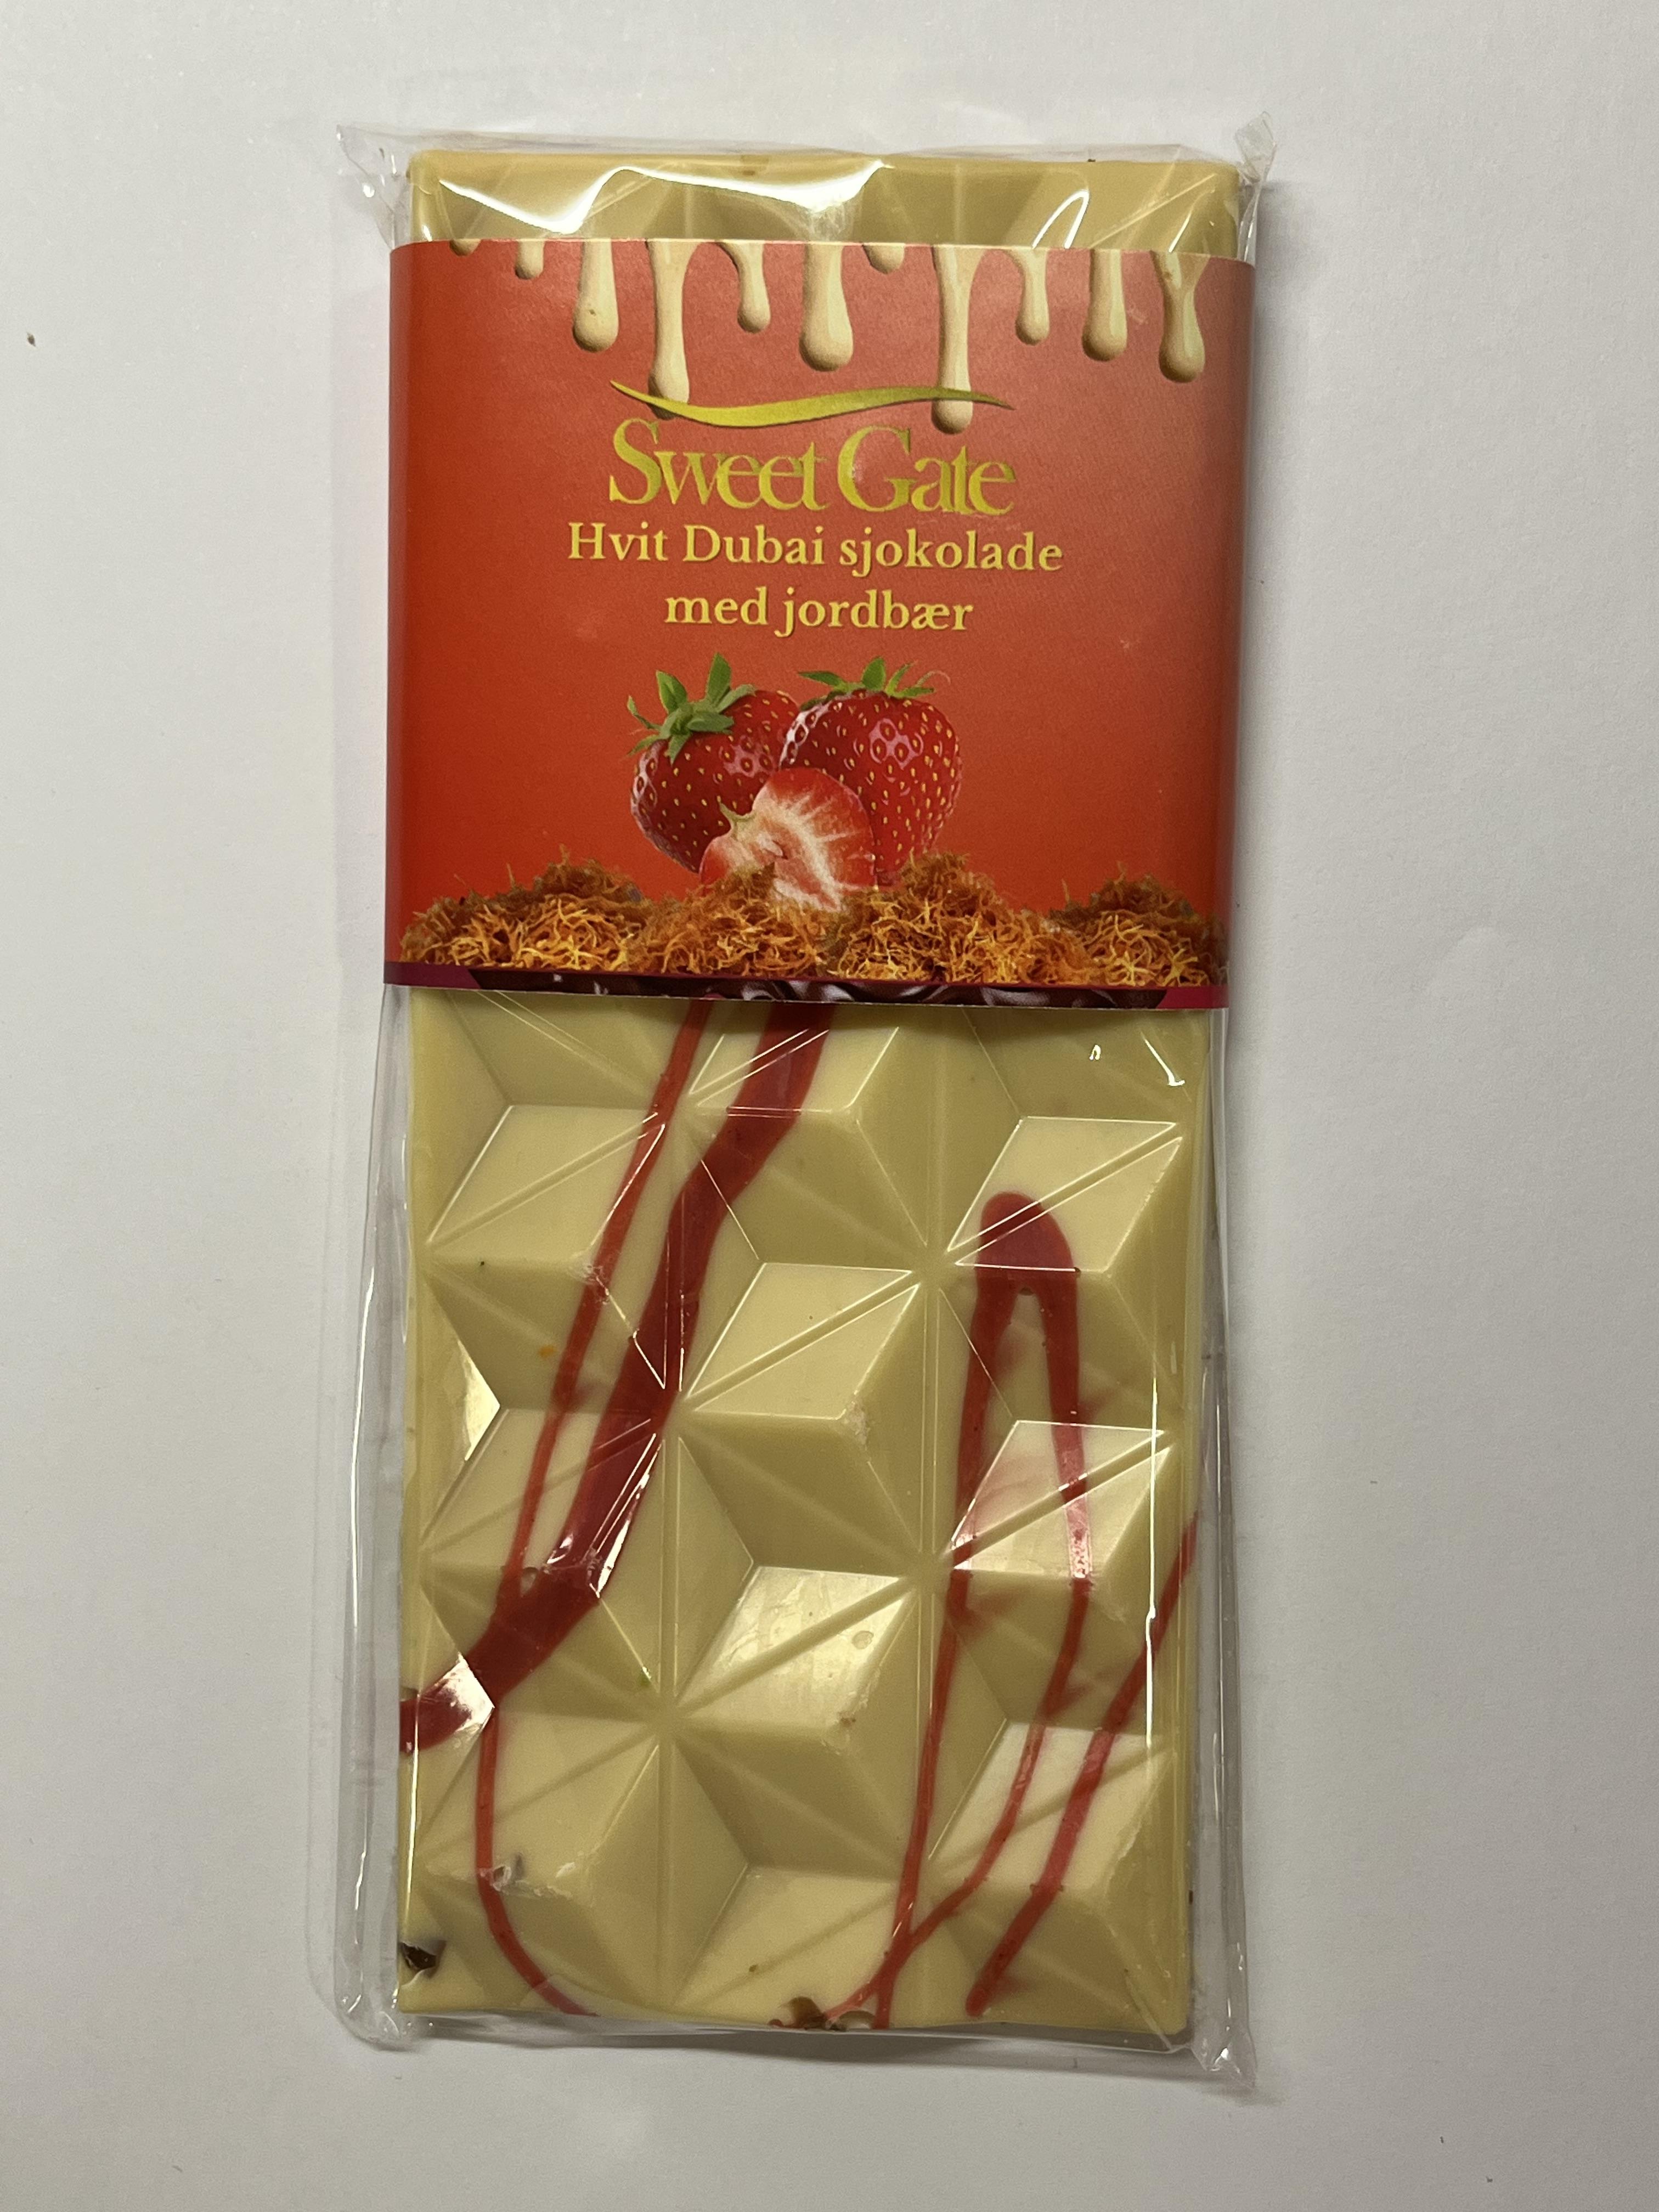 Sweet Gate
Hvit Dubai sjokolade
med jordbær